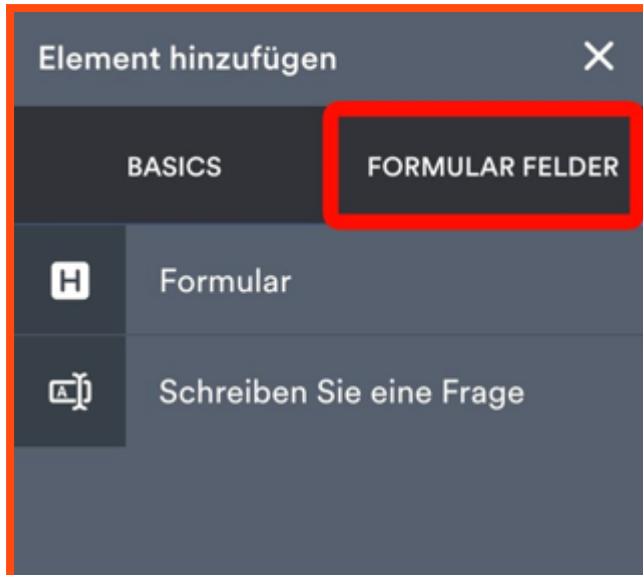 Element hinzufügen
BASICS
FORMULAR FELDER
H Formular
A Schreiben Sie eine Frage